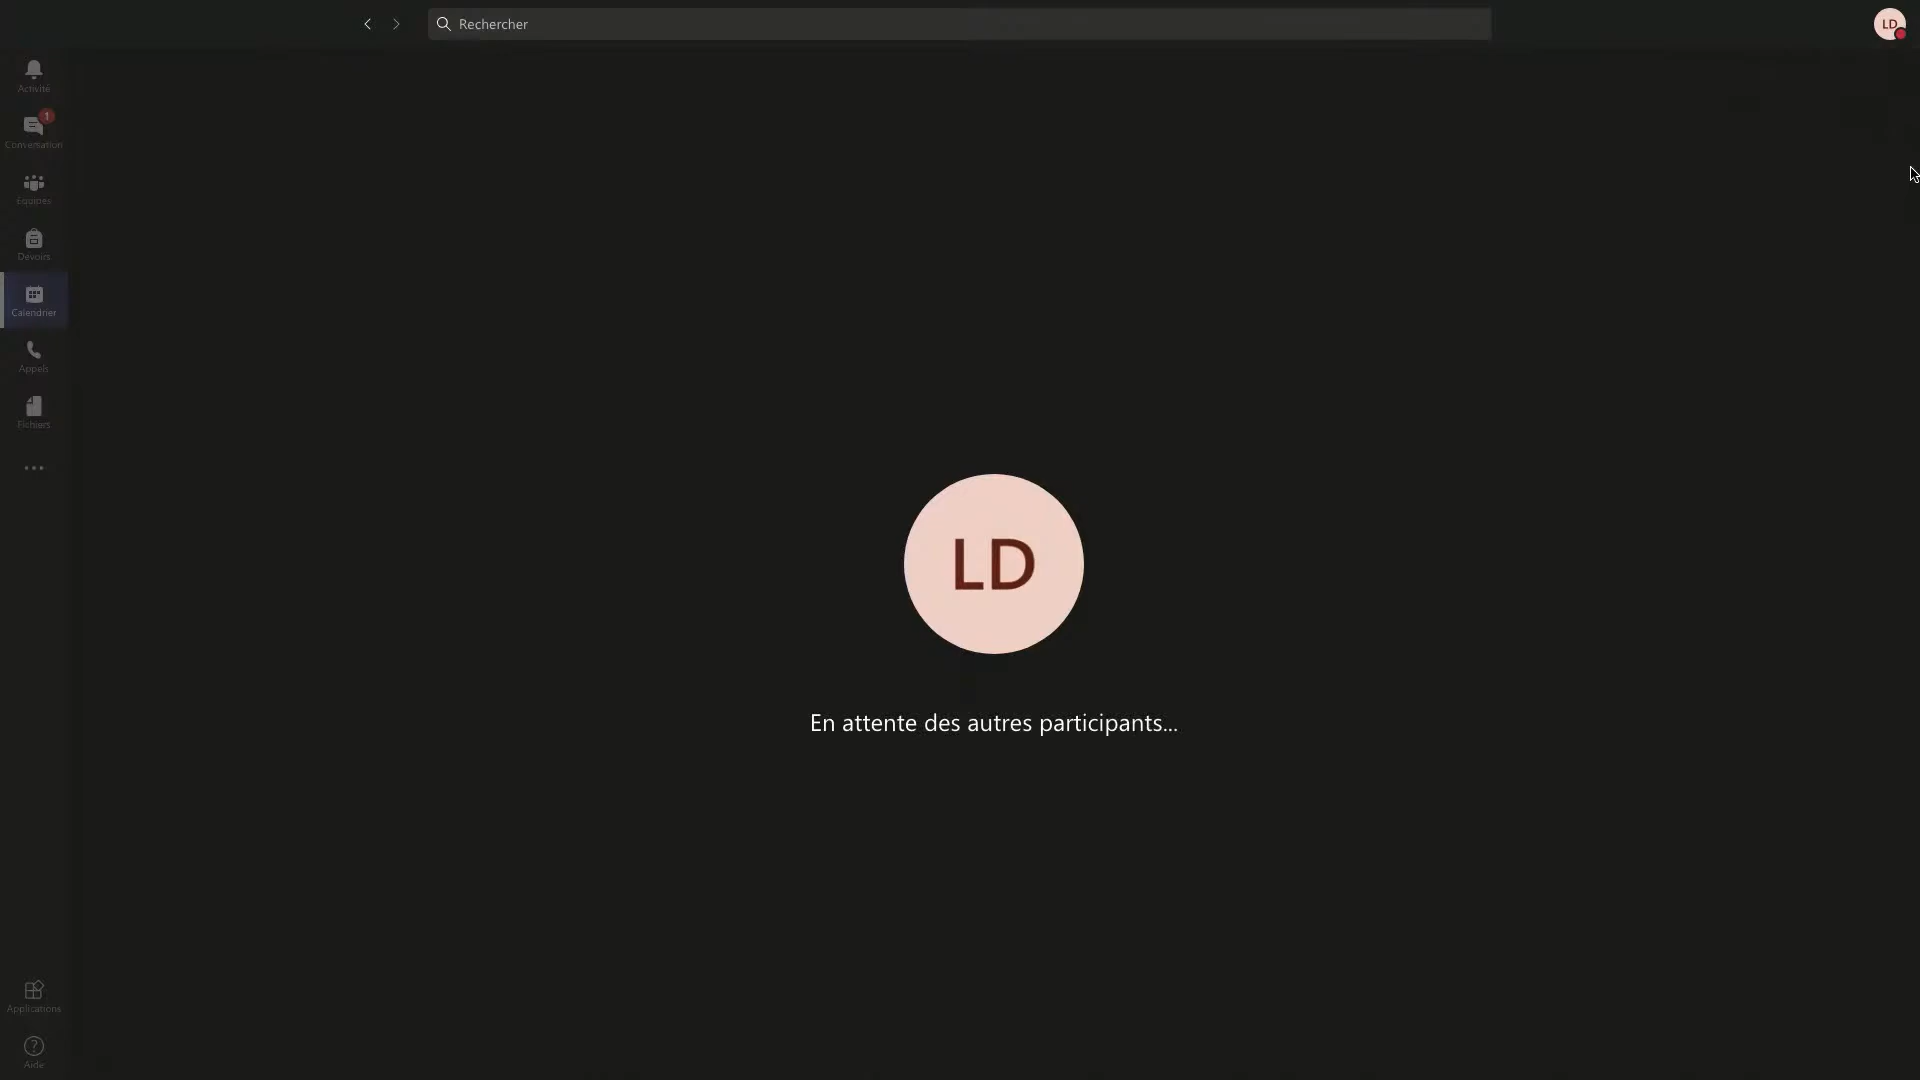 Rechercher
LD
Activité
1
Conversation
Équipes
Devoirs
Calendrier
Appels
Fichiers
LD
En attente des autres participants...
Applications
Aide